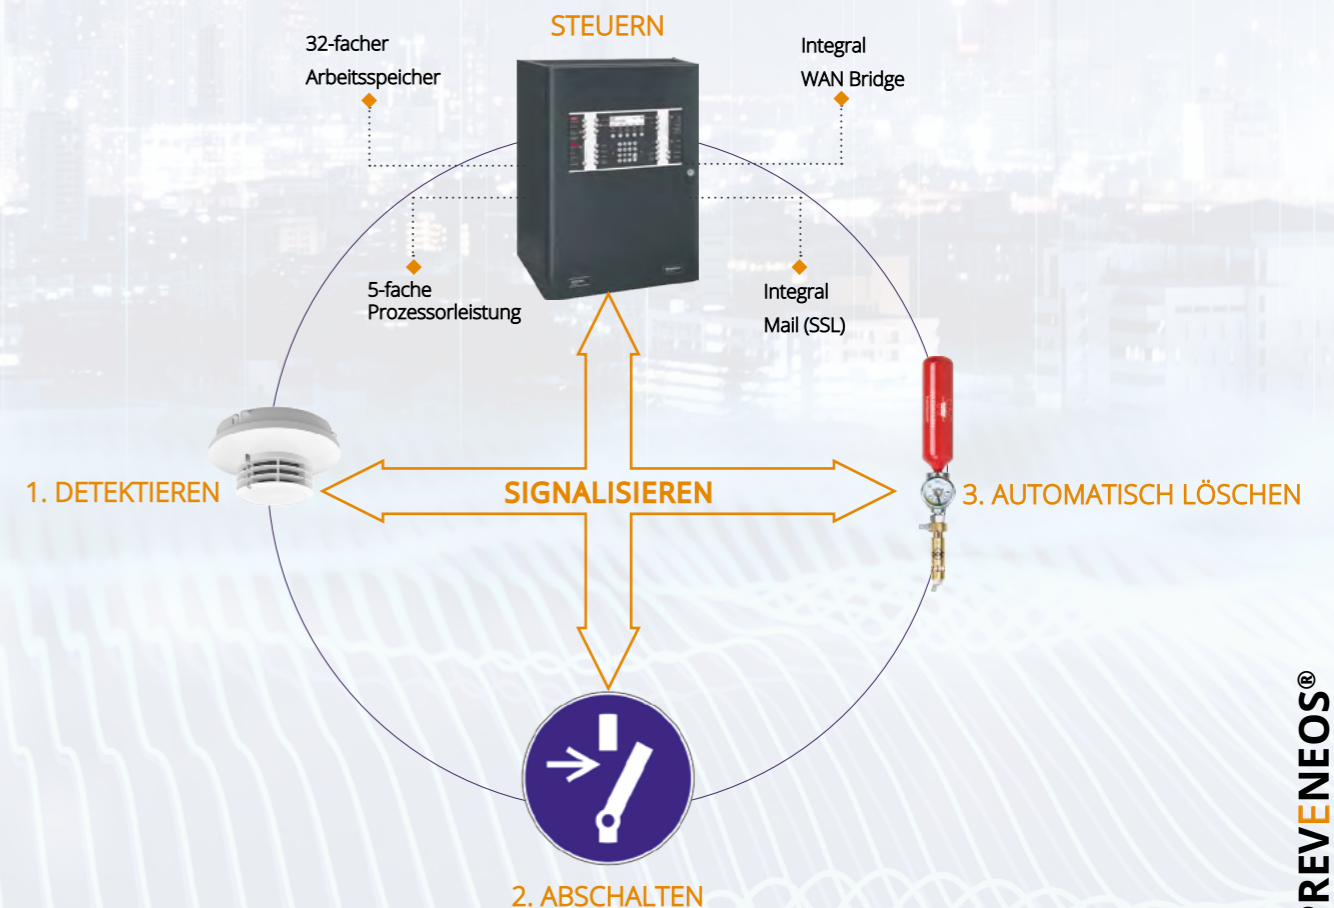 STEUERN
32-facher
Arbeitsspeicher
Integral
WAN Bridge
5-fache
Prozessorleistung
Integral
Mail (SSL)
1. DETEKTIEREN
SIGNALISIEREN
3. AUTOMATISCH LÖSCHEN
2. ABSCHALTEN
PREVENEOS®